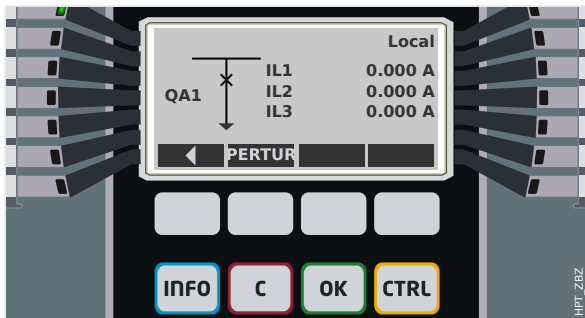 Local
IL1 0.000 A
QA1
IL2 0.000 A
IL3 0.000 A
PERTUR
INFO C OK CTRL
HPT_ZBZ